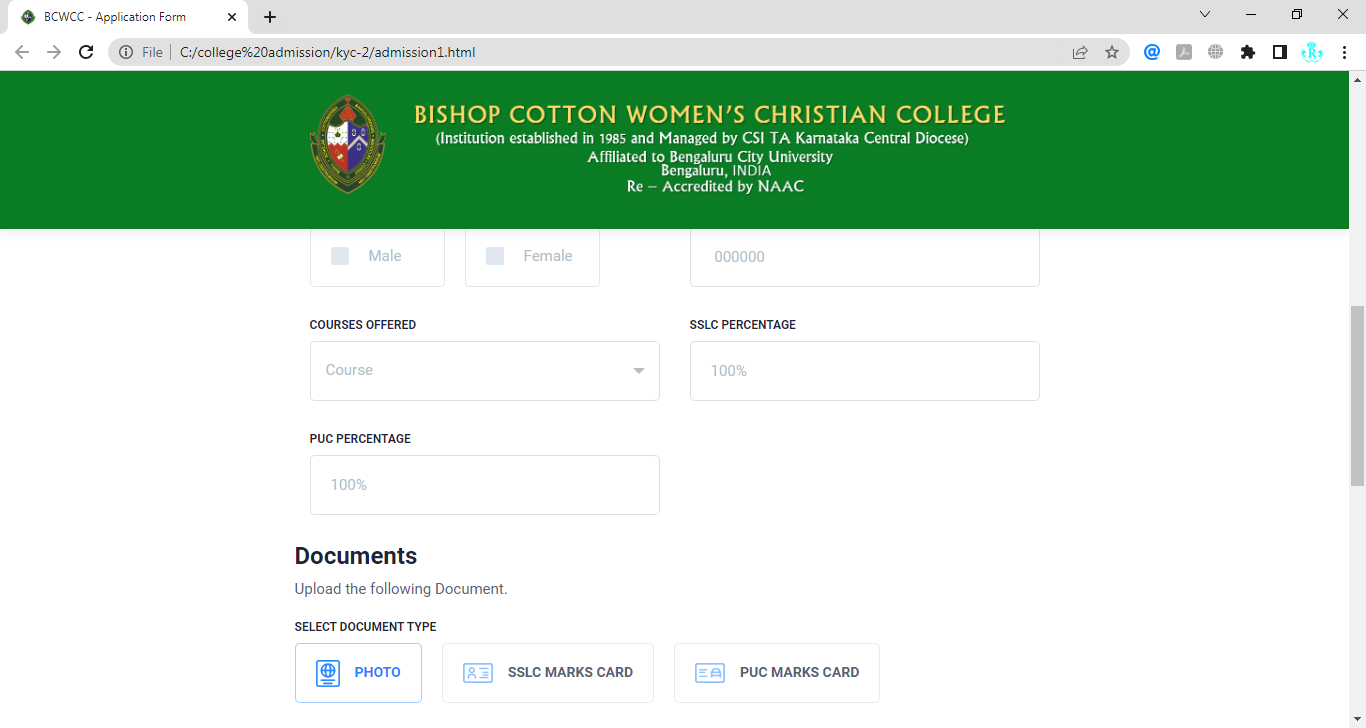 BCWCC - Application Form
File
C:/college%20admission/kyc-2/admission1.html
BISHOP COTTON WOMEN'S CHRISTIAN COLLEGE
(Institution established in 1985 and Managed by CSI TA Karnataka Central Diocese)
Affiliated to Bengaluru City University
Bengaluru, INDIA
Re – Accredited by NAAC
Male
Female
000000
COURSES OFFERED
SSLC PERCENTAGE
Course
100%
PUC PERCENTAGE
100%
Documents
Upload the following Document.
SELECT DOCUMENT TYPE
PHOTO
SSLC MARKS CARD
PUC MARKS CARD